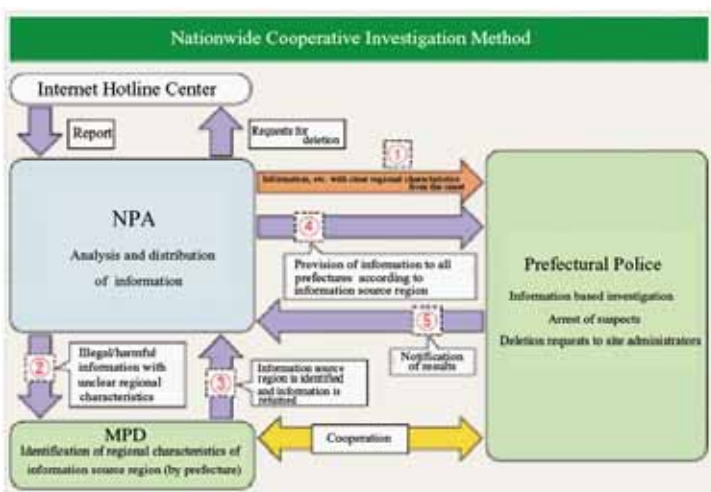 Nationwide Cooperative Investigation Method
Internet Hotline Center
Report
Requests for
deletion
①
Information, etc. with clear regional characteristics
from the onset
NPA
Analysis and distribution
of information
④
Provision of information to all
prefectures according to
information source region
Prefectural Police
Information based investigation
Arrest of suspects
Deletion requests to site administrators
⑤
Notification
of results
②
Illegal/harmful
information with
unclear regional
characteristics
③
Information source
region is identified
and information is
returned
MPD
Identification of regional characteristics of
information source region (by prefecture)
Cooperation